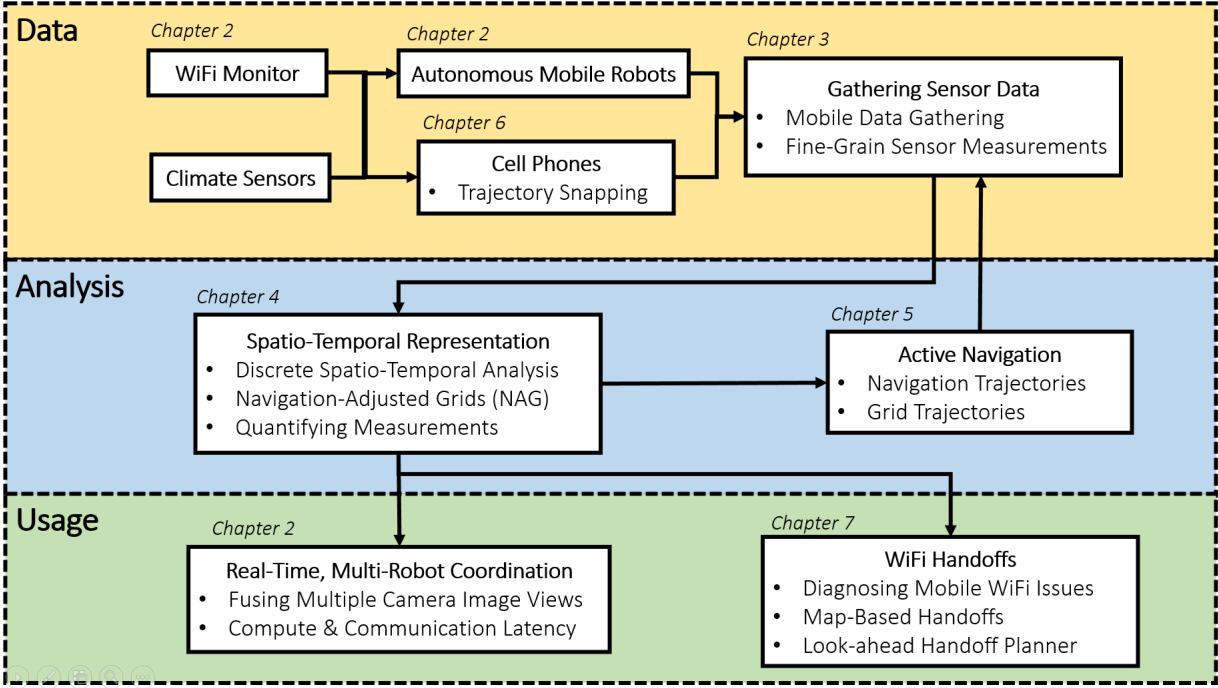 Data
Chapter 2
WiFi Monitor
Climate Sensors
Chapter 2
Autonomous Mobile Robots
Chapter 6
Cell Phones
• Trajectory Snapping
Chapter 3
Gathering Sensor Data
• Mobile Data Gathering
• Fine-Grain Sensor Measurements
Analysis
Chapter 4
Spatio-Temporal Representation
• Discrete Spatio-Temporal Analysis
• Navigation-Adjusted Grids (NAG)
• Quantifying Measurements
Chapter 5
Active Navigation
• Navigation Trajectories
• Grid Trajectories
Usage
Chapter 2
Real-Time, Multi-Robot Coordination
• Fusing Multiple Camera Image Views
• Compute & Communication Latency
Chapter 7
WiFi Handoffs
• Diagnosing Mobile WiFi Issues
• Map-Based Handoffs
• Look-ahead Handoff Planner